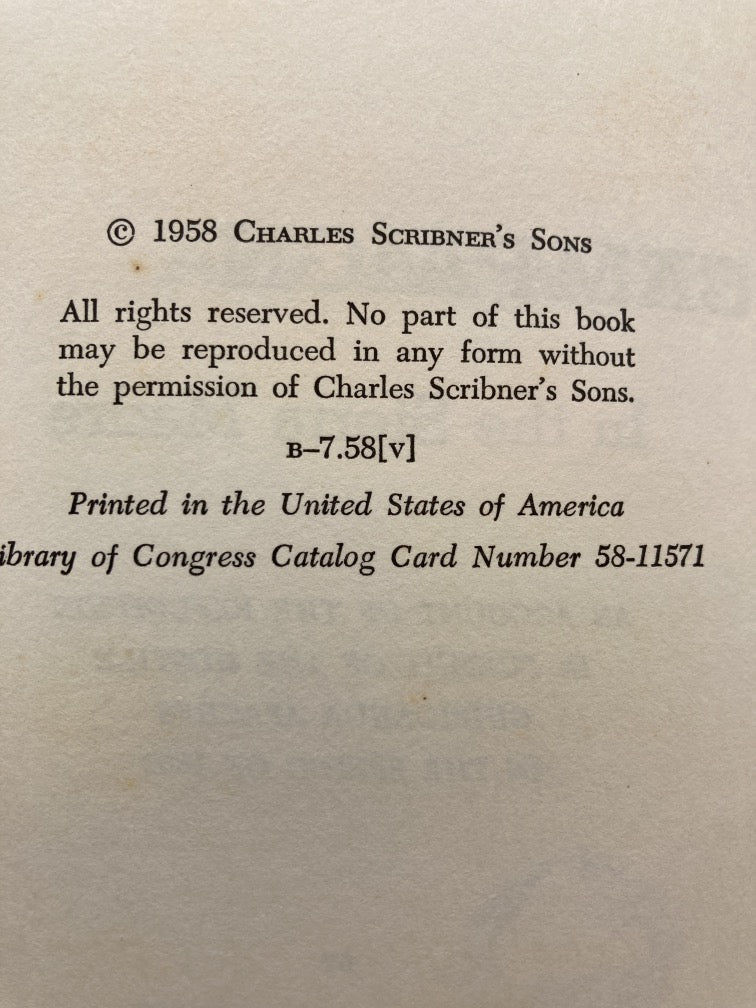 © 1958 Charles Scribner's Sons
All rights reserved. No part of this book
may be reproduced in any form without
the permission of Charles Scribner's Sons.
B–7.58[V]
Printed in the United States of America
ibrary of Congress Catalog Card Number 58-11571